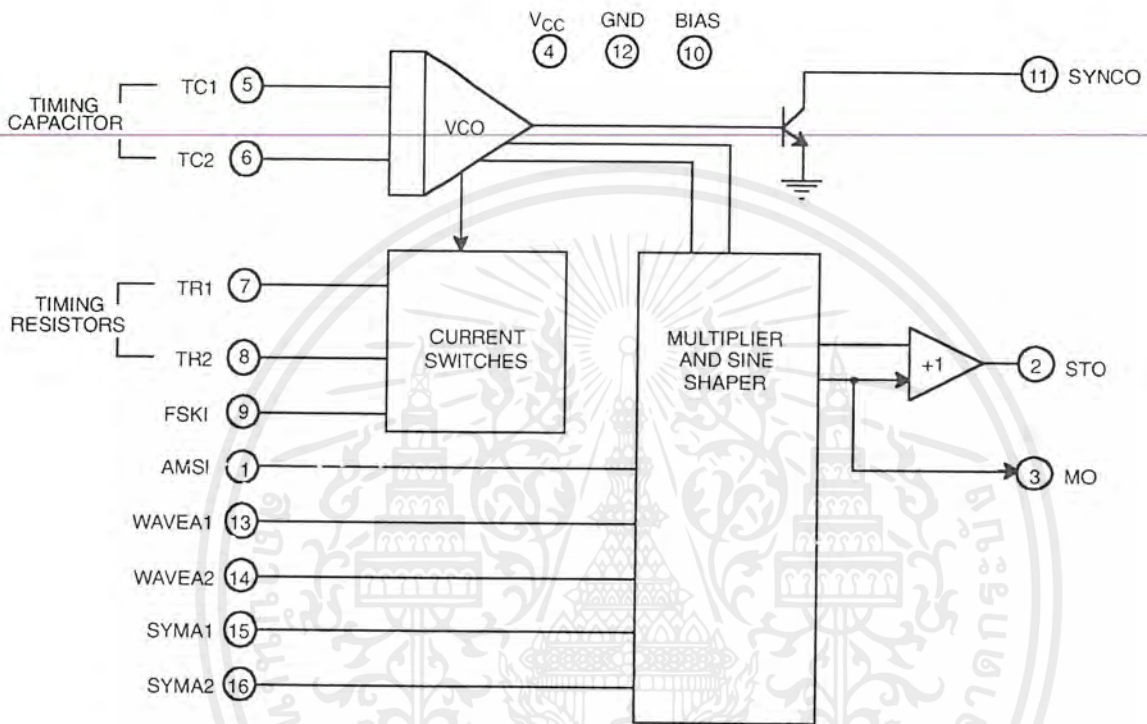 VCC GND BIAS
4 12 10
TIMING CAPACITOR
TC1 5
TC2 6
VCO
11 SYNCO
TIMING RESISTORS
TR1 7
TR2 8
FSKI 9
CURRENT SWITCHES
MULTIPLIER AND SINE SHAPER
+1
2 STO
3 MO
AMSI 1
WAVEA1 13
WAVEA2 14
SYMA1 15
SYMA2 16